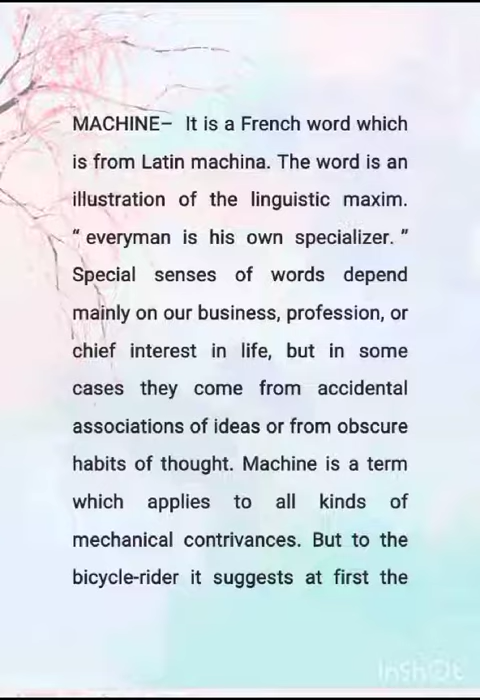 MACHINE– It is a French word which
is from Latin machina. The word is an
illustration of the linguistic maxim.
“ everyman is his own specializer. ”
Special senses of words depend
mainly on our business, profession, or
chief interest in life, but in some
cases they come from accidental
associations of ideas or from obscure
habits of thought. Machine is a term
which applies to all kinds of
mechanical contrivances. But to the
bicycle-rider it suggests at first the
InShOt